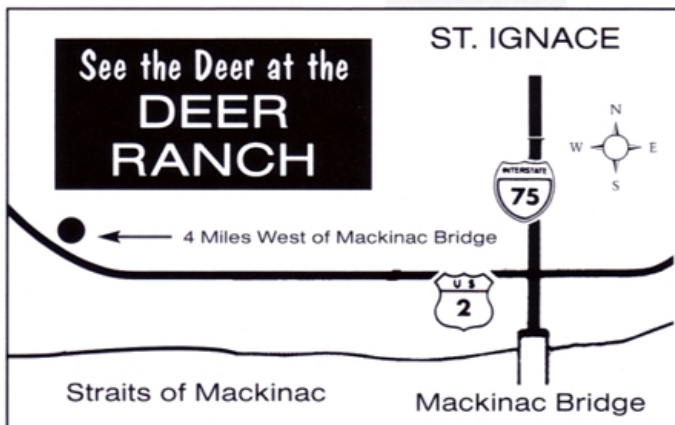 See the Deer at the
DEER
RANCH
ST. IGNACE
N
W E
S
INTERSTATE
75
4 Miles West of Mackinac Bridge
U S
2
Straits of Mackinac
Mackinac Bridge